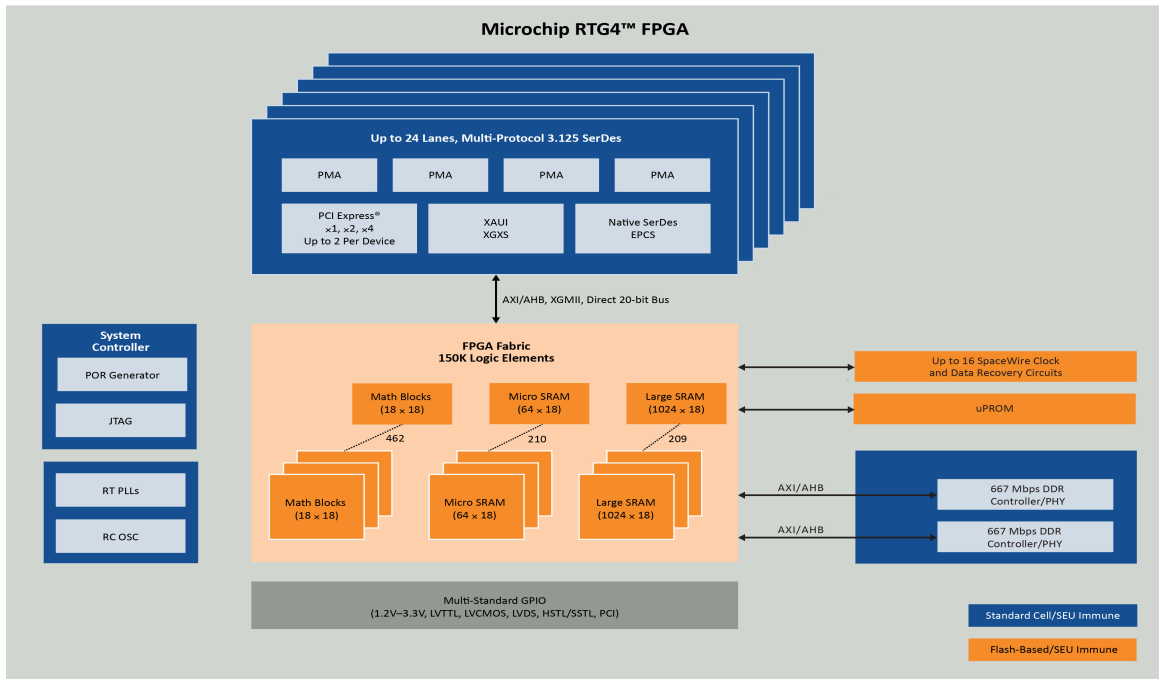 Microchip RTG4™ FPGA
Up to 24 Lanes, Multi-Protocol 3.125 SerDes
PMA
PMA
PMA
PMA
PCI Express®
x1, x2, x4
Up to 2 Per Device
XAUI
XGXS
Native SerDes
EPCS
AXI/AHB, XGMII, Direct 20-bit Bus
System
Controller
POR Generator
JTAG
RT PLLs
RC OSC
FPGA Fabric
150K Logic Elements
Math Blocks
(18 × 18)
Micro SRAM
(64 × 18)
Large SRAM
(1024 × 18)
462
210
209
Math Blocks
(18 × 18)
Micro SRAM
(64 × 18)
Large SRAM
(1024 × 18)
Up to 16 SpaceWire Clock
and Data Recovery Circuits
uPROM
AXI/AHB
667 Mbps DDR
Controller/PHY
AXI/AHB
667 Mbps DDR
Controller/PHY
Multi-Standard GPIO
(1.2V–3.3V, LVTTL, LVCMOS, LVDS, HSTL/SSTL, PCI)
Standard Cell/SEU Immune
Flash-Based/SEU Immune